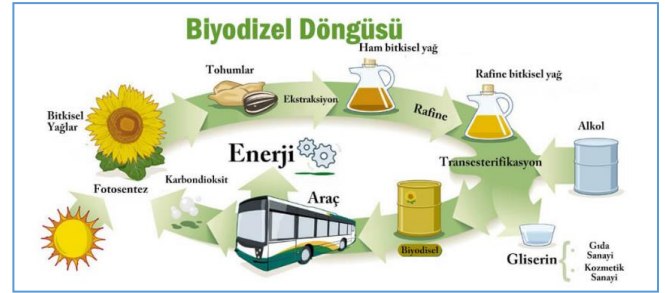 Biyodizel Döngüsü
Ham bitkisel yağ
Tohumlar
Rafine bitkisel yağ
Ekstraksiyon
Rafine
Bitkisel
Yağlar
Alkol
Enerji
Transesterifikasyon
Fotosentez
Karbondioksit
Araç
Biyodisel
Gliserin
Gıda
Sanayi
Kozmetik
Sanayi